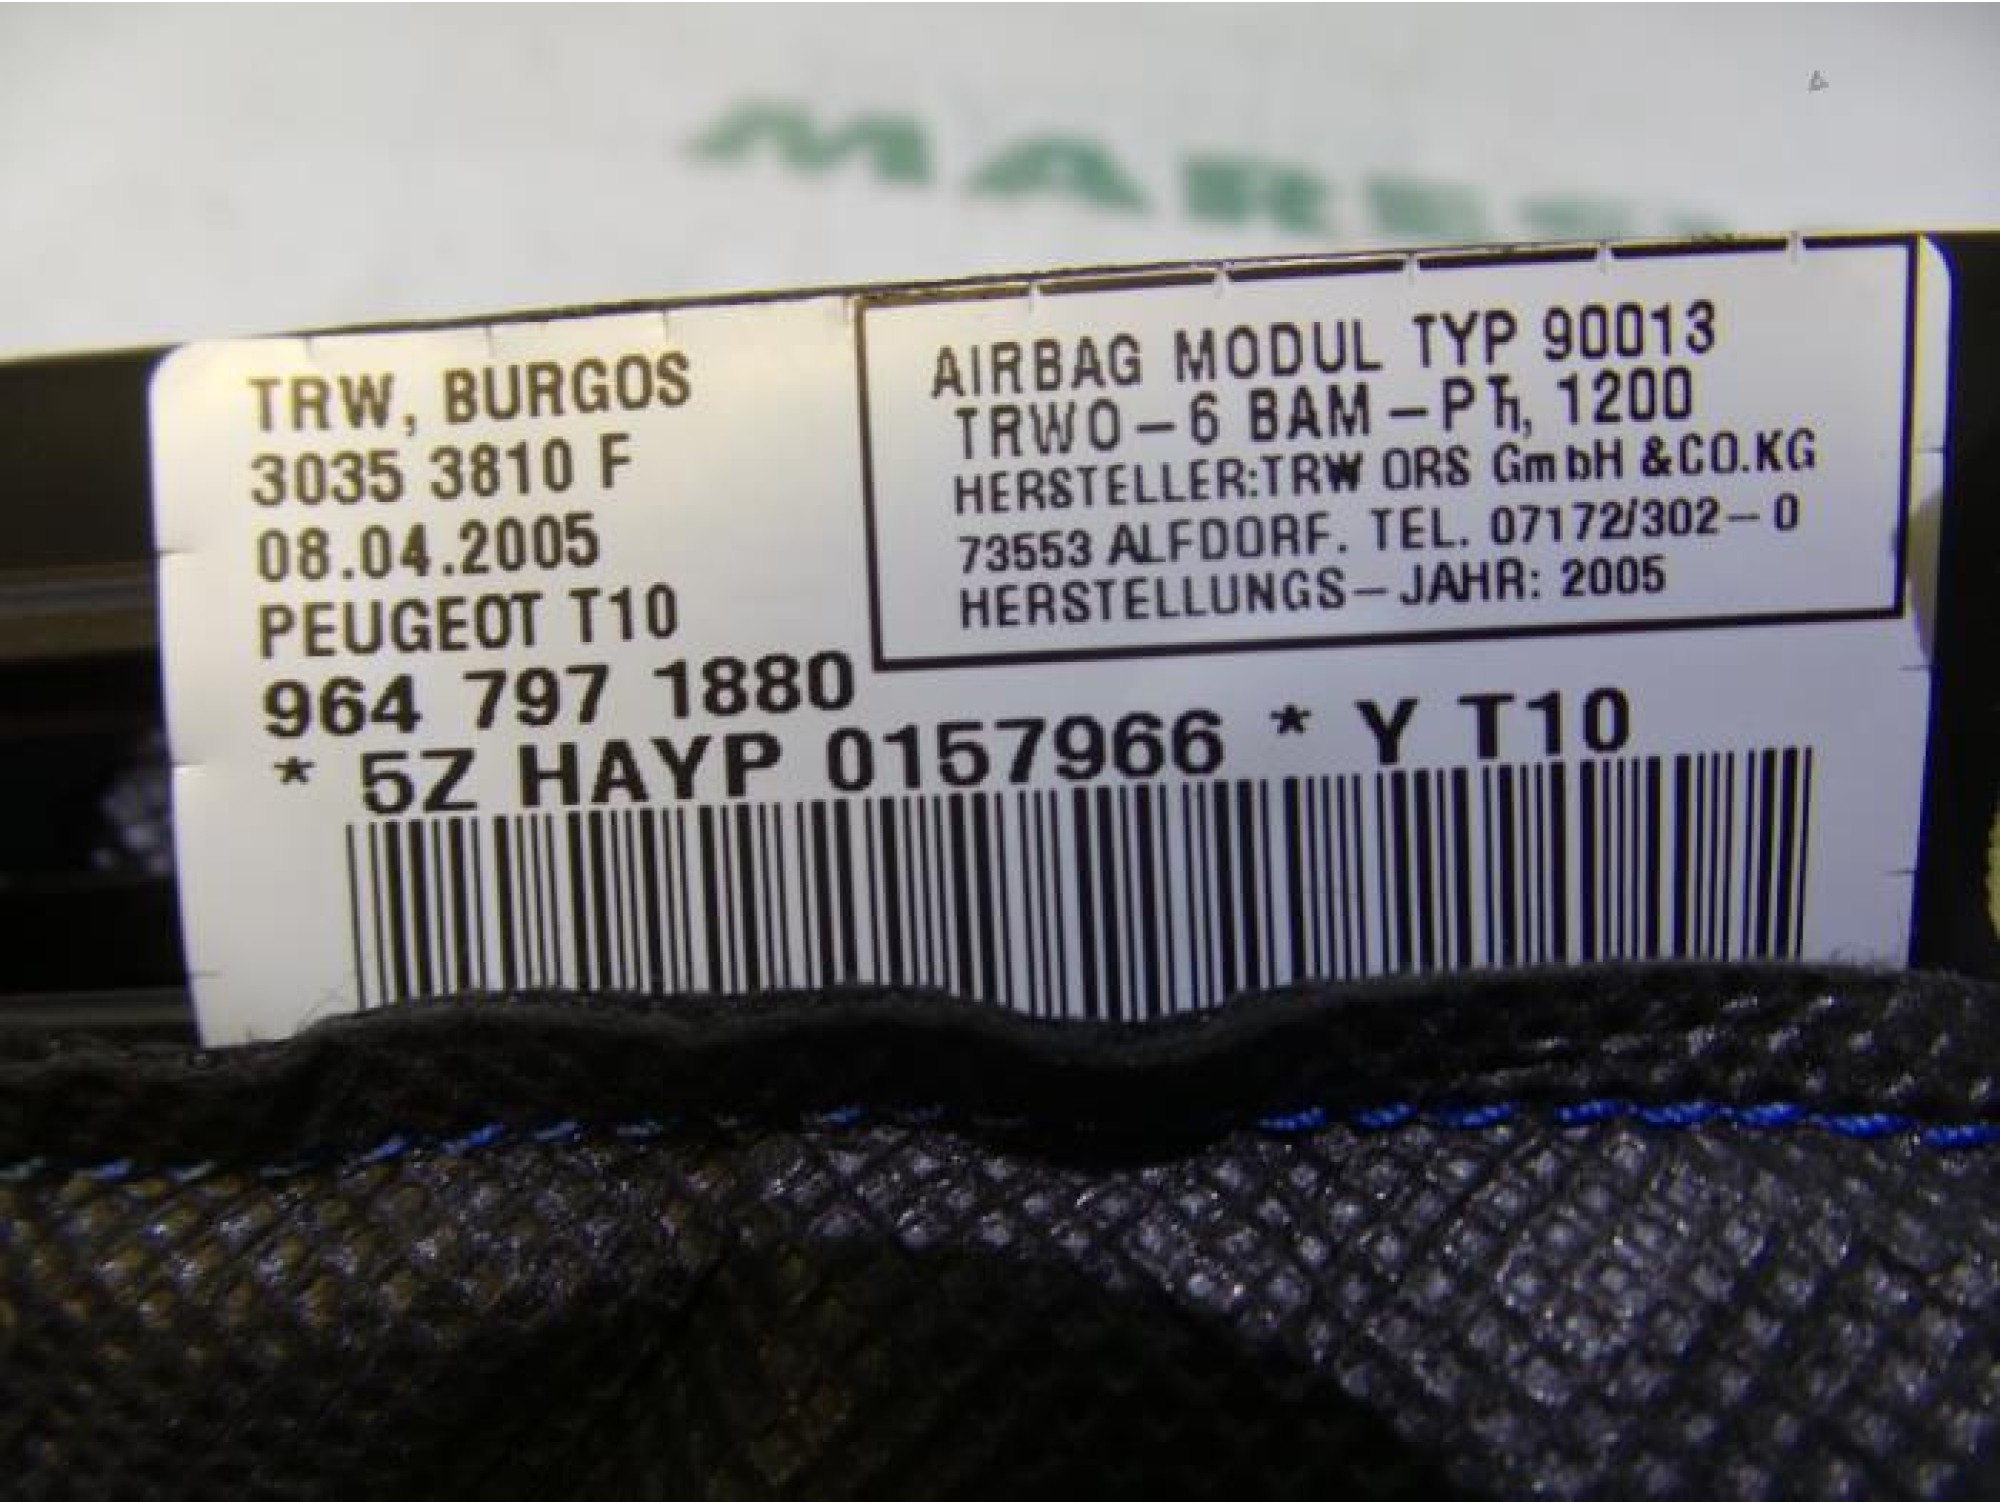 TRW, BURGOS
3035 3810 F
08.04.2005
PEUGEOT T10
964 797 1880
* 5Z HAYP 0157966 * Y T10
AIRBAG MODUL TYP 90013
TRWO-6 BAM-PTħ, 1200
HERSTELLER:TRW ORS GmbH &CO.KG
73553 ALFDORF. TEL. 07172/302-0
HERSTELLUNGS-JAHR: 2005